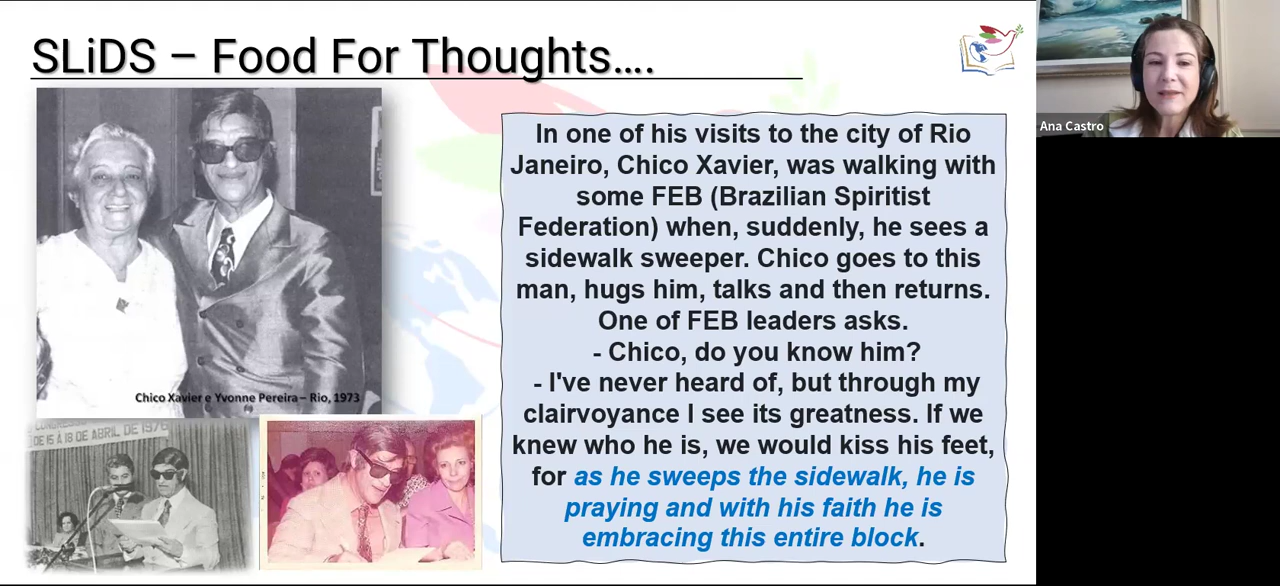 SLiDS – Food For Thoughts….
Ana Castro
In one of his visits to the city of Rio
Janeiro, Chico Xavier, was walking with
some FEB (Brazilian Spiritist
Federation) when, suddenly, he sees a
sidewalk sweeper. Chico goes to this
man, hugs him, talks and then returns.
One of FEB leaders asks.
- Chico, do you know him?
- I've never heard of, but through my
clairvoyance I see its greatness. If we
knew who he is, we would kiss his feet,
for as he sweeps the sidewalk, he is
praying and with his faith he is
embracing this entire block.
Chico Xavier e Yvonne Pereira – Rio, 1973
DE 15 A 18 DE ABRIL DE 1976